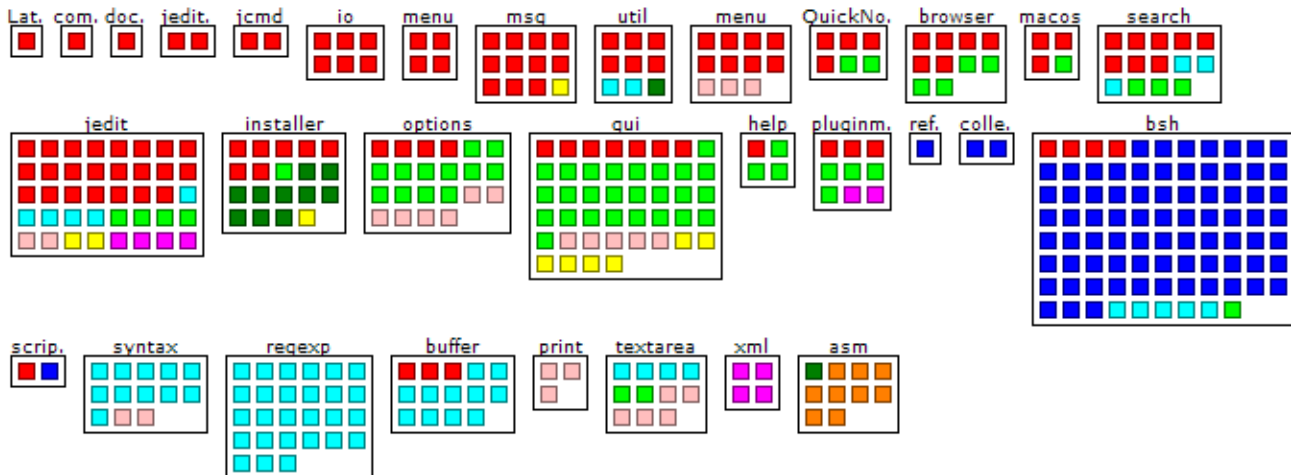 Lat. com. doc. jedit. jcmd io menu msg util menu QuickNo. browser macos search
jedit installer options gui help pluginm. ref. colle. bsh
scrip. syntax regexp buffer print textarea xml asm